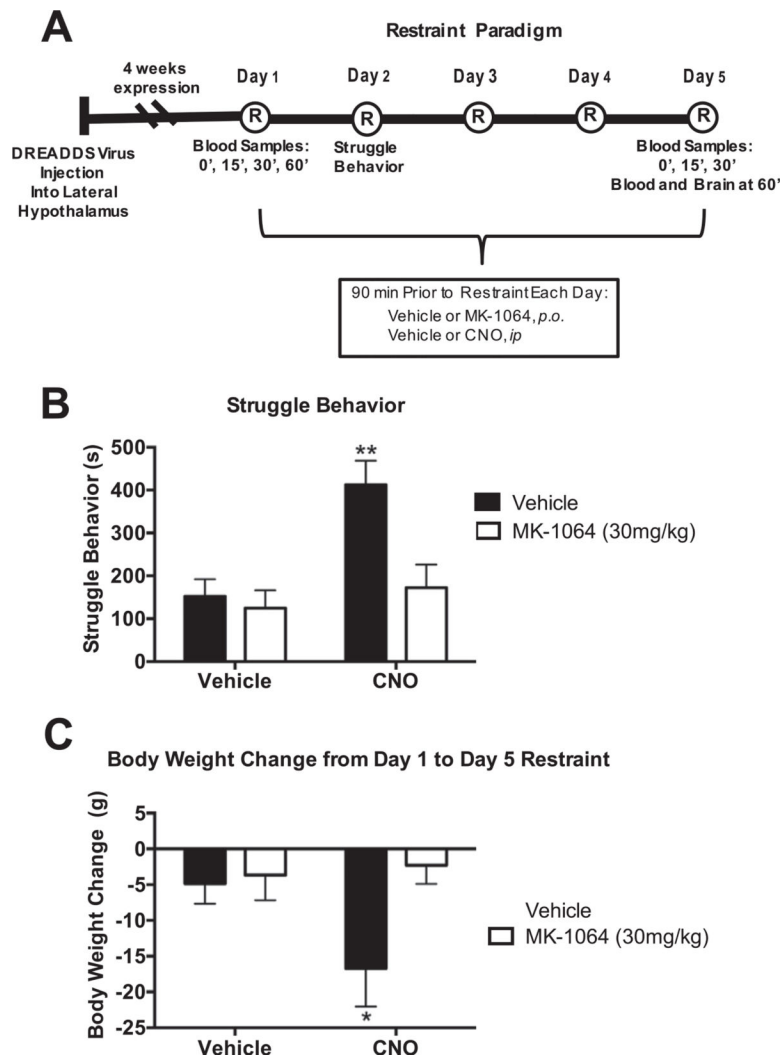 A
Restraint Paradigm
4 weeks
expression
Day 1
Day 2
Day 3
Day 4
Day 5
R
R
R
R
R
DREADDS Virus
Injection
Into Lateral
Hypothalamus
Blood Samples:
0’, 15’, 30’, 60’
Struggle
Behavior
Blood Samples:
0’, 15’, 30’
Blood and Brain at 60’
90 min Prior to Restraint Each Day:
Vehicle or MK-1064, p.o.
Vehicle or CNO, ip
B
Struggle Behavior
Struggle Behavior (s)
500
400
300
200
100
0
**
Vehicle
CNO
Vehicle
MK-1064 (30mg/kg)
C
Body Weight Change from Day 1 to Day 5 Restraint
Body Weight Change (g)
5
0
-5
-10
-15
-20
-25
*
Vehicle
CNO
Vehicle
MK-1064 (30mg/kg)